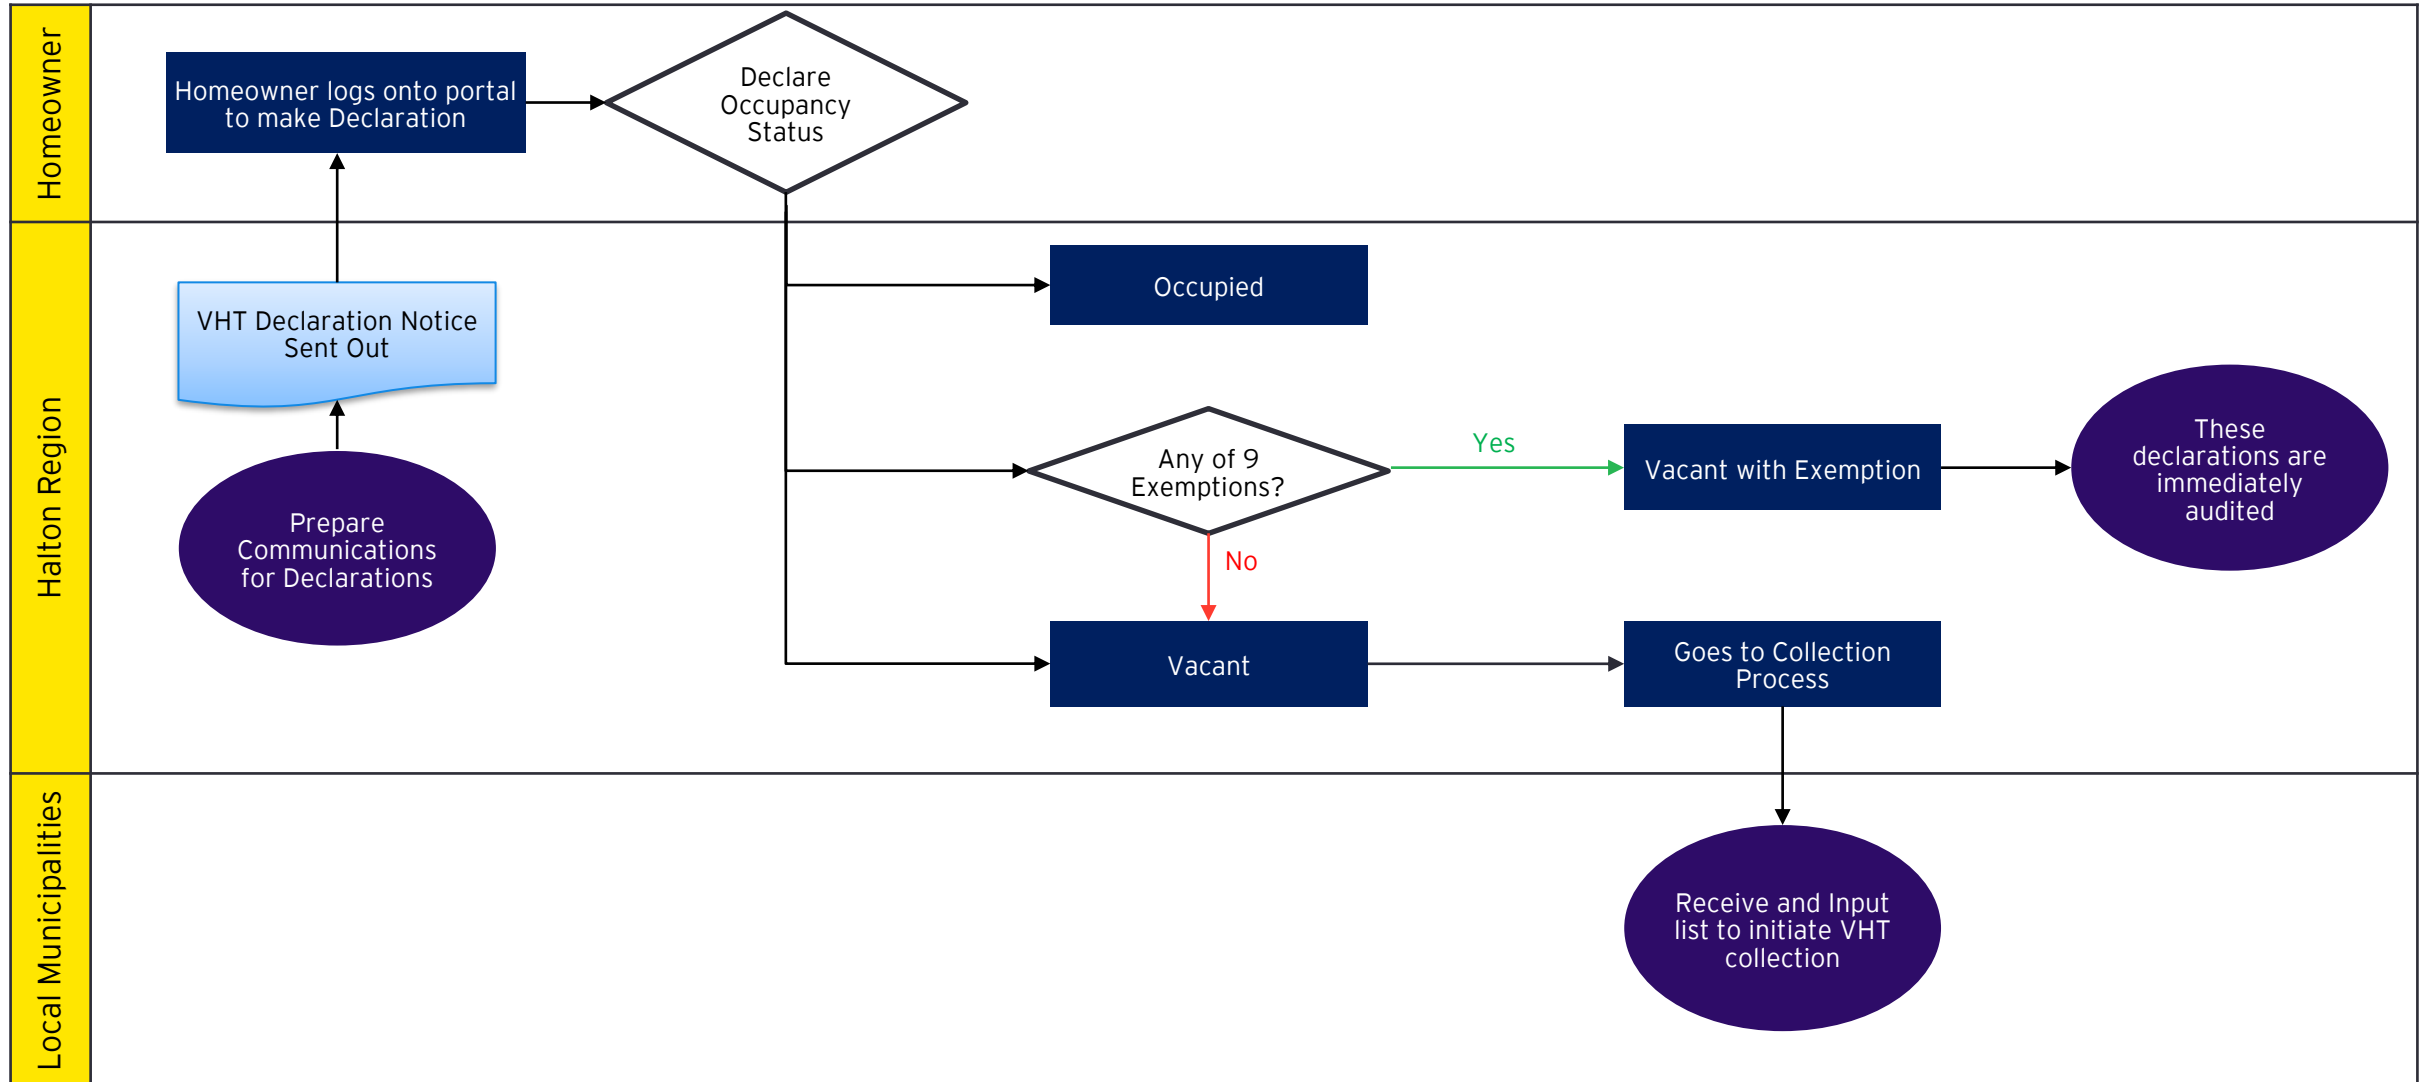 Homeowner
Homeowner logs onto portal
to make Declaration
Declare
Occupancy
Status
Halton Region
VHT Declaration Notice
Sent Out
Prepare
Communications
for Declarations
Occupied
Any of 9
Exemptions?
Yes
Vacant with Exemption
These
declarations are
immediately
audited
No
Vacant
Goes to Collection
Process
Local Municipalities
Receive and Input
list to initiate VHT
collection